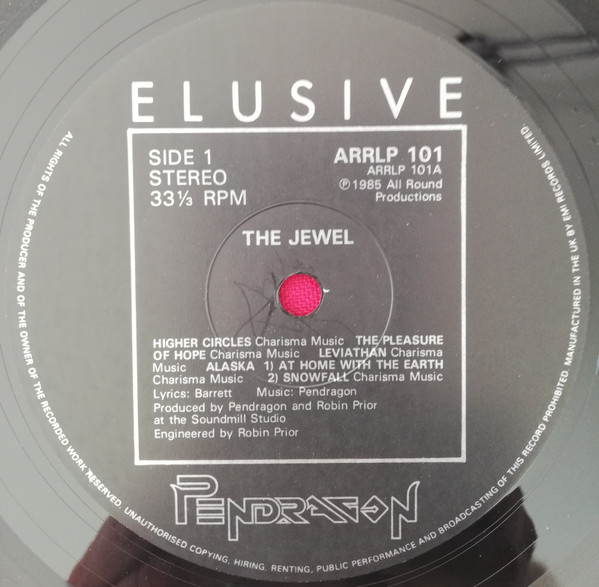 ELUSIVE
SIDE 1
STEREO
33⅓ RPM
ARRLP 101
ARRLP 101A
Ⓟ1985 All Round
Productions
THE JEWEL
HIGHER CIRCLES Charisma Music THE PLEASURE
OF HOPE Charisma Music LEVIATHAN Charisma
Music ALASKA 1) AT HOME WITH THE EARTH
Charisma Music 2) SNOWFALL Charisma Music
Lyrics: Barrett Music: Pendragon
Produced by Pendragon and Robin Prior
at the Soundmill Studio
Engineered by Robin Prior
PENDRAGON
ALL RIGHTS OF THE PRODUCER AND OF THE OWNER OF THE RECORDED WORK RESERVED. UNAUTHORISED COPYING, HIRING, RENTING, PUBLIC PERFORMANCE AND BROADCASTING OF THIS RECORD PROHIBITED. MANUFACTURED IN THE UK BY EMI RECORDS LIMITED.